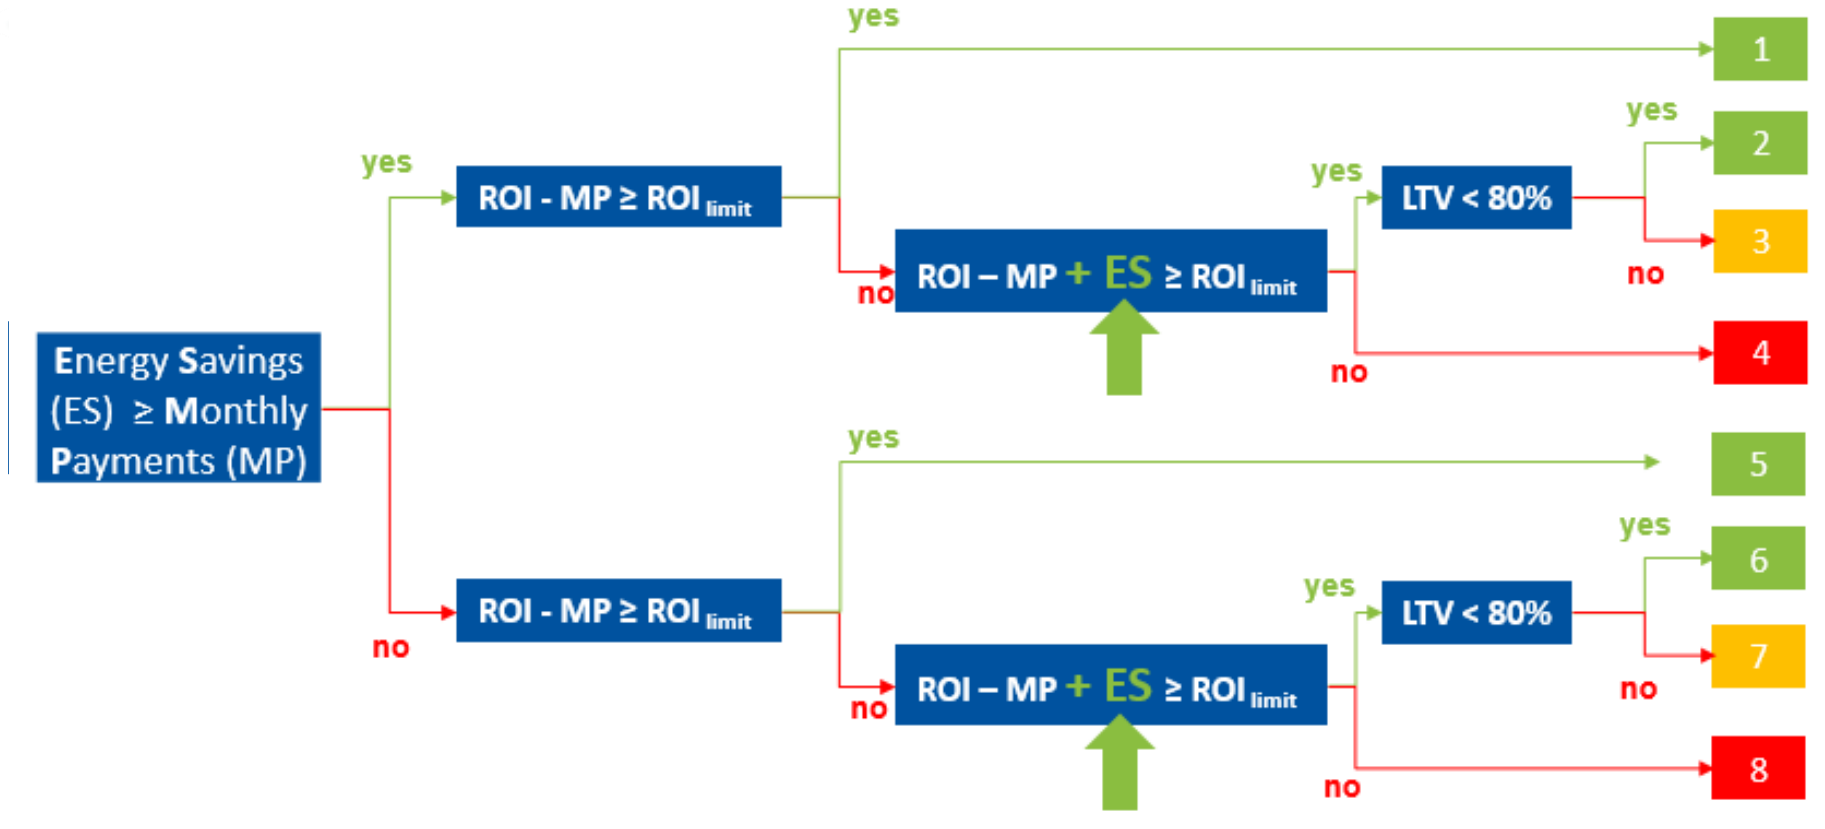 yes
1
yes
2
yes
yes
ROI - MP ≥ ROI limit
LTV < 80%
3
no
ROI – MP + ES ≥ ROI limit
no
4
no
Energy Savings
(ES) ≥ Monthly
Payments (MP)
yes
5
yes
6
yes
ROI - MP ≥ ROI limit
LTV < 80%
no
7
no
ROI – MP + ES ≥ ROI limit
no
8
no